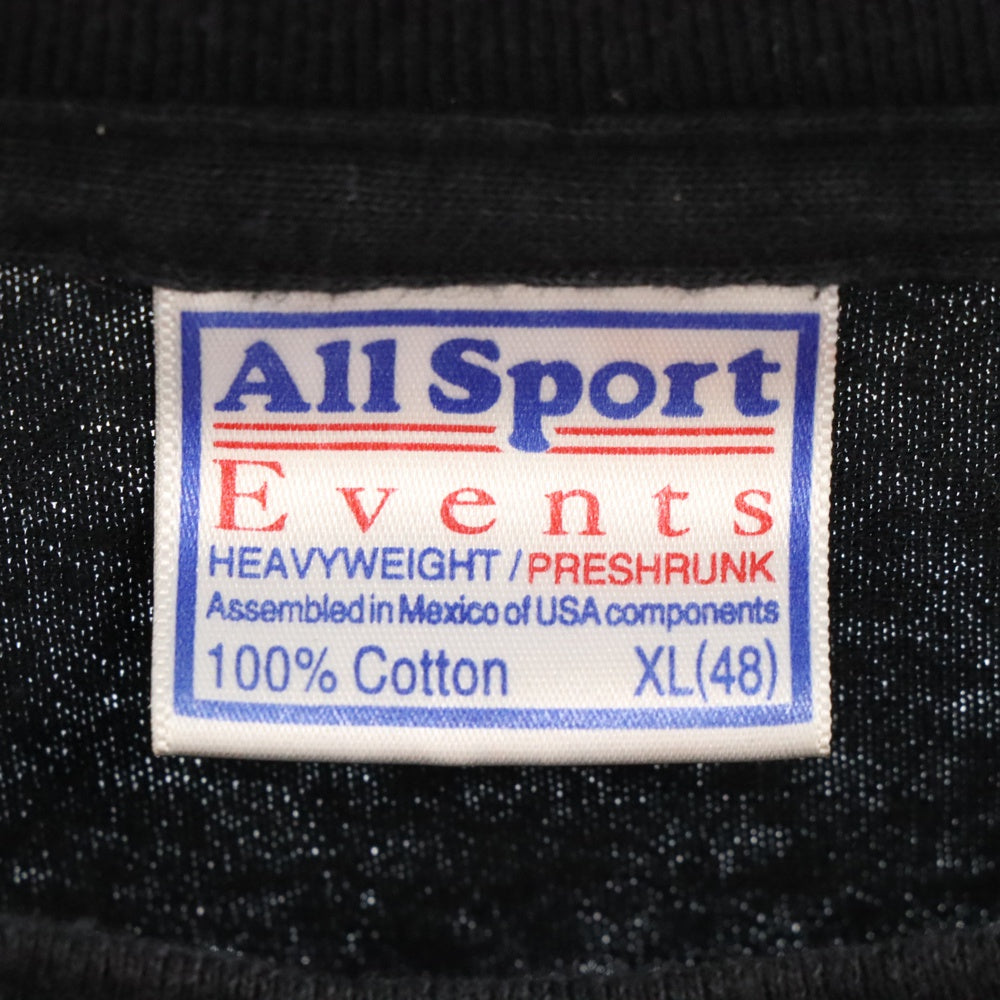 All Sport
Events
HEAVYWEIGHT / PRESHRUNK
Assembled in Mexico of USA components
100% Cotton XL(48)